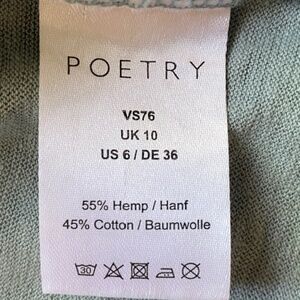 POETRY
VS76
UK 10
US 6 / DE 36
55% Hemp / Hanf
45% Cotton / Baumwolle
30